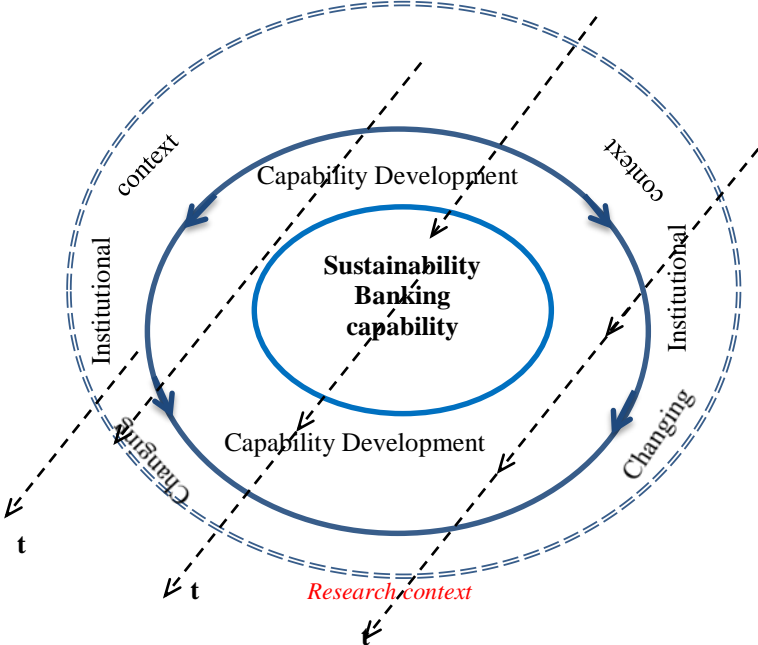 context
context
Capability Development
Institutional
Institutional
Sustainability
Banking
capability
Changing
Changing
Capability Development
t
t
Research context
t